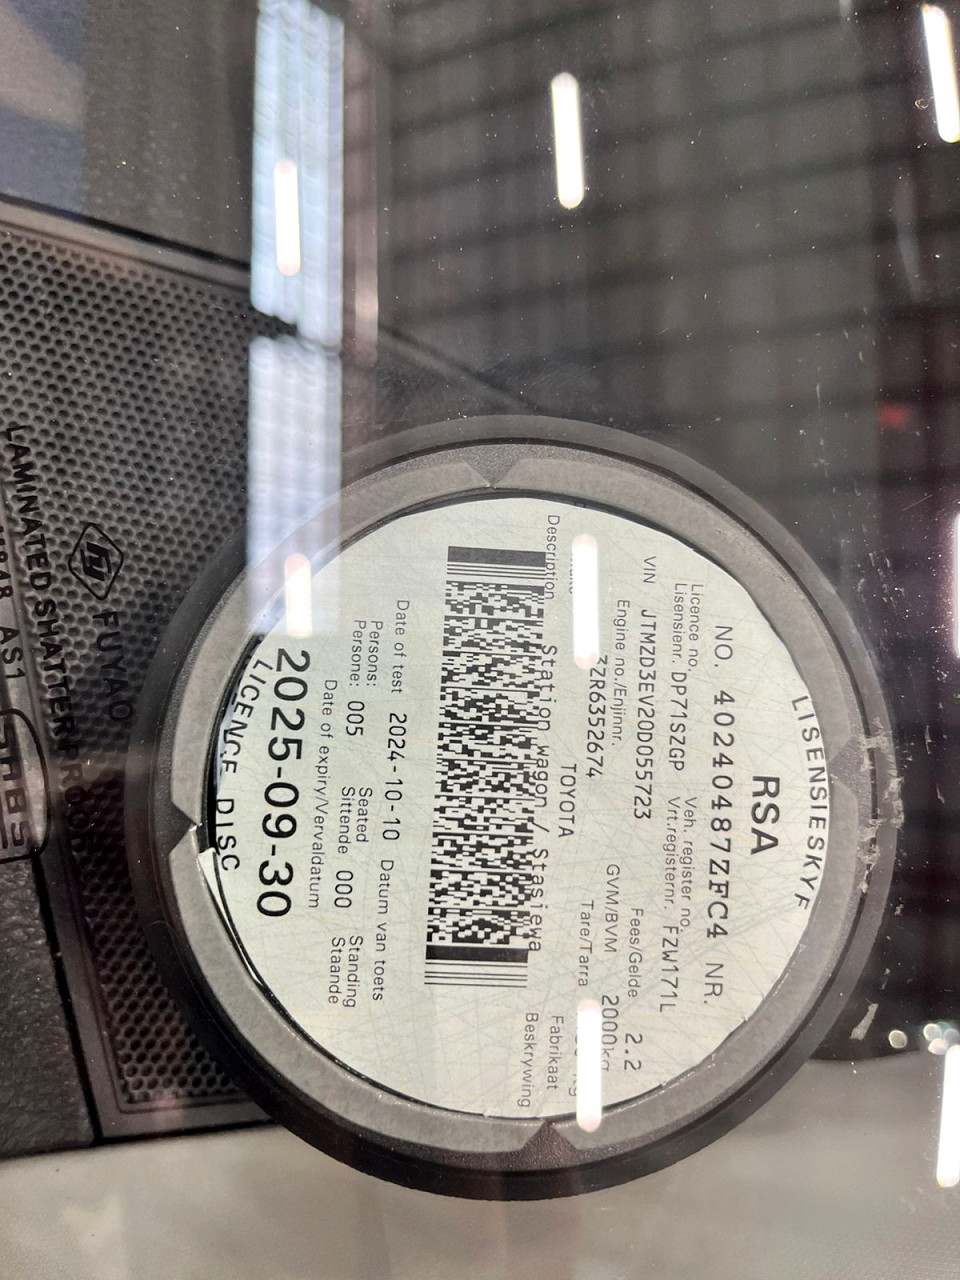 LISENSIESKYF
RSA
NO. 40240487ZFC4 NR.
Licence no. Veh. register no.
Lisensienr. DP71SZGP Vrt.registernr. FZW171L
VIN JTMZD3EV20D055723 Fees/Gelde 2.2
Engine no./Enjinnr. GVM/BVM 2000kg
3ZR6352674 Tare/Tarra
TOYOTA Fabrikaat
Description Station wagon / Stasiewa Beskrywing
Date of test 2024-10-10 Datum van toets
Persons: Seated Standing
Persone: 005 Sittende 000 Staande
Date of expiry/Vervaldatum
2025-09-30
LICENCE DISC
FUYAO
LAMINATED SHATTERPROOF
AS1
SABS